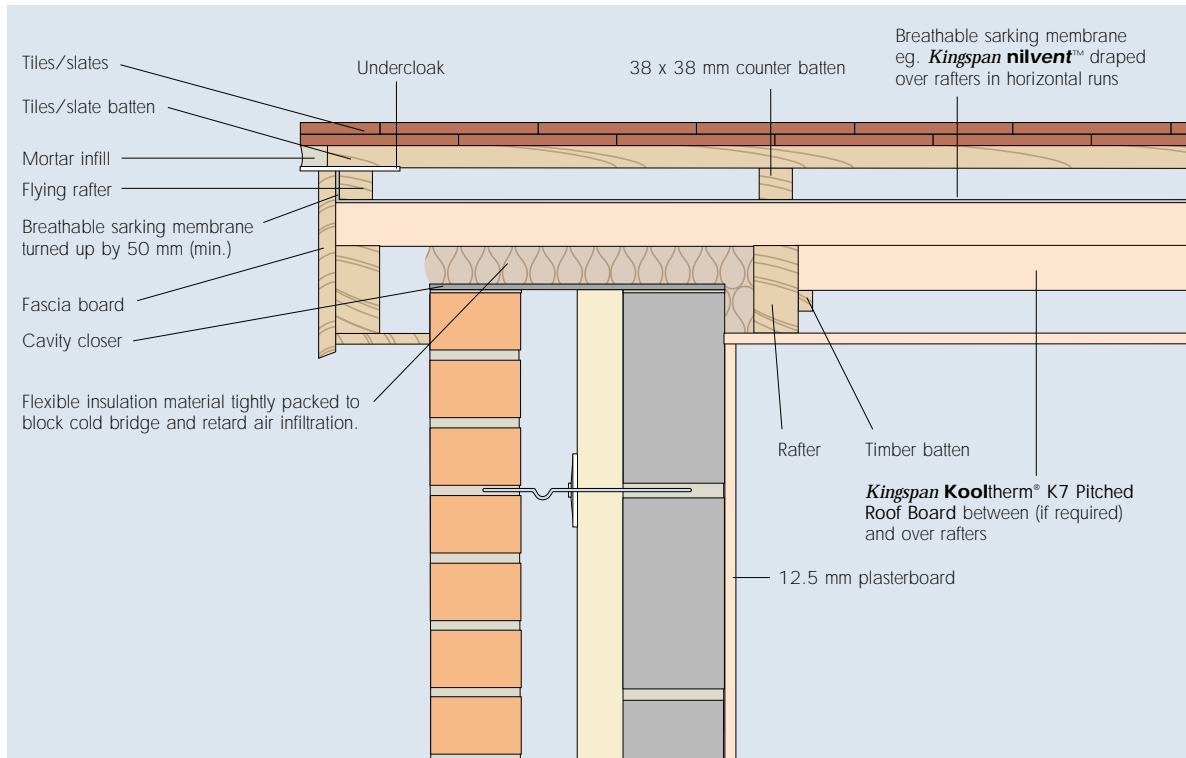 Tiles/slates
Tiles/slate batten
Mortar infill
Flying rafter
Breathable sarking membrane
turned up by 50 mm (min.)
Fascia board
Cavity closer
Flexible insulation material tightly packed to
block cold bridge and retard air infiltration.
Undercloak
38 x 38 mm counter batten
Breathable sarking membrane
eg. Kingspan nilvent™ draped
over rafters in horizontal runs
Rafter
Timber batten
Kingspan Kooltherm® K7 Pitched
Roof Board between (if required)
and over rafters
12.5 mm plasterboard